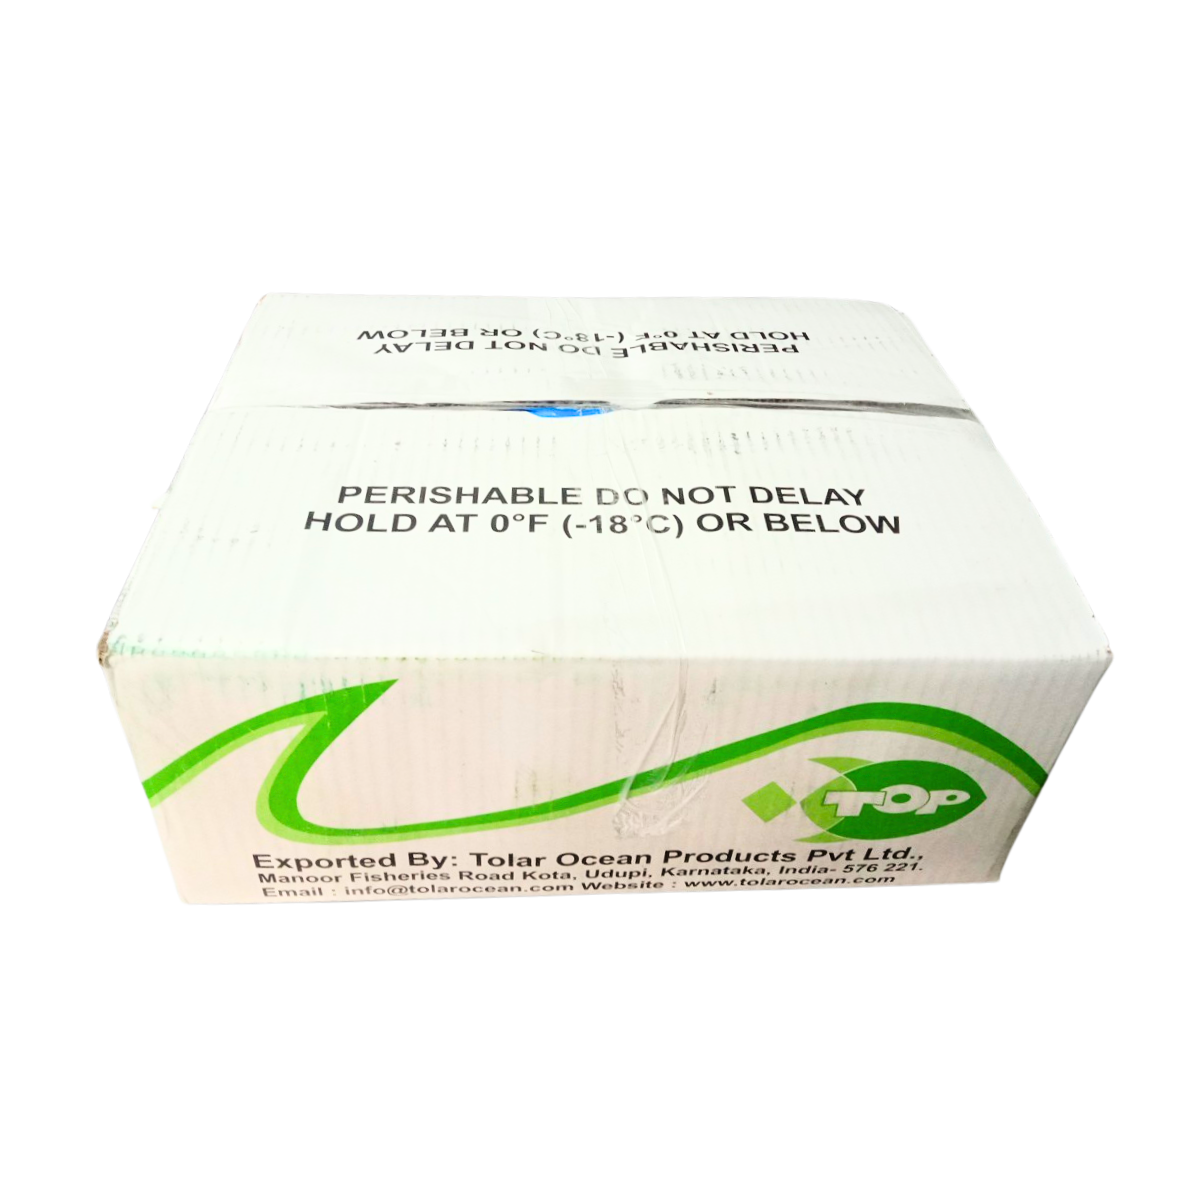 HOLD AT 0°F (-18°C) OR BELOW
PERISHABLE DO NOT DELAY
PERISHABLE DO NOT DELAY
HOLD AT 0°F (-18°C) OR BELOW
TOP
Exported By: Tolar Ocean Products Pvt Ltd.,
Manoor Fisheries Road Kota, Udupi, Karnataka, India- 576 221.
Email : info@tolarocean.com Website : www.tolarocean.com